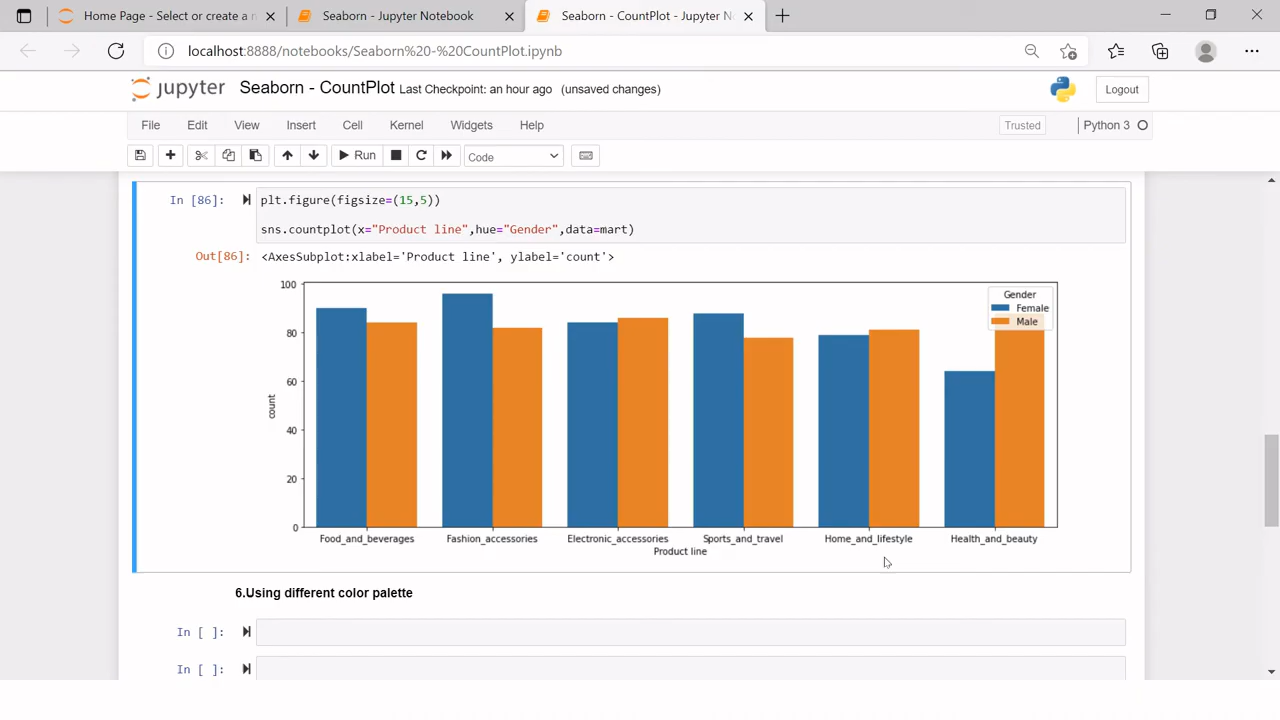 Home Page - Select or create a n
Seaborn - Jupyter Notebook
Seaborn - CountPlot - Jupyter N
localhost:8888/notebooks/Seaborn%20-%20CountPlot.ipynb
jupyter Seaborn - CountPlot Last Checkpoint: an hour ago (unsaved changes)
Logout
File Edit View Insert Cell Kernel Widgets Help
Trusted
Python 3
Run
Code
In [86]:
plt.figure(figsize=(15,5))
sns.countplot(x="Product line",hue="Gender",data=mart)
Out[86]: <AxesSubplot:xlabel='Product line', ylabel='count'>
100
80
60
40
20
0
count
Gender
Female
Male
Food_and_beverages Fashion_accessories Electronic_accessories Sports_and_travel Home_and_lifestyle Health_and_beauty
Product line
6.Using different color palette
In [ ]:
In [ ]: